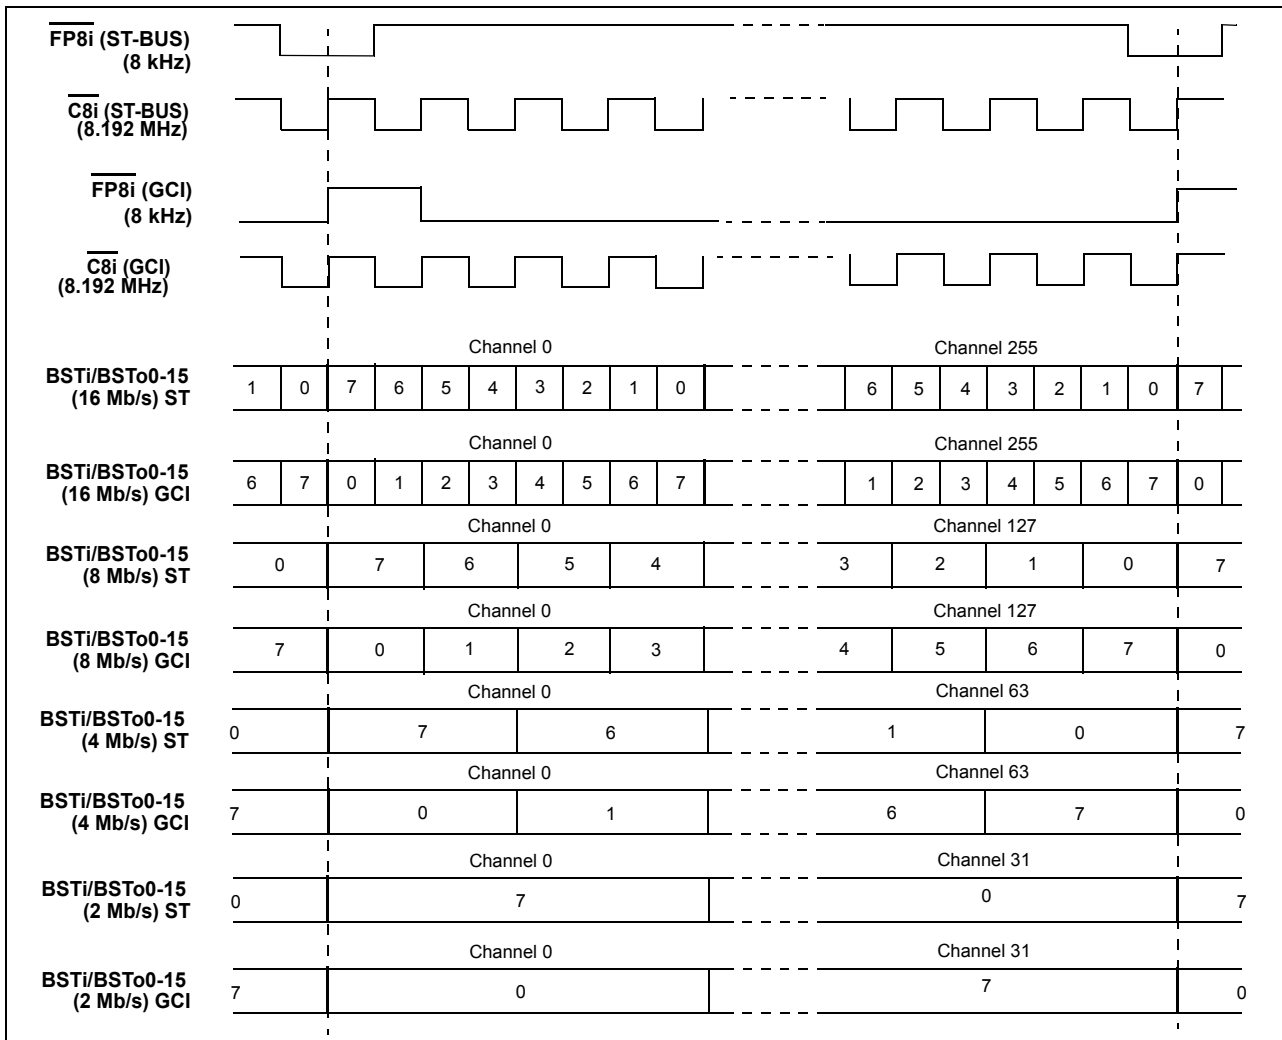 FP8i (ST-BUS)
(8 kHz)
C8i (ST-BUS)
(8.192 MHz)
FP8i (GCI)
(8 kHz)
C8i (GCI)
(8.192 MHz)
Channel 0 Channel 255
BSTi/BSTo0-15
(16 Mb/s) ST
1 0 7 6 5 4 3 2 1 0 6 5 4 3 2 1 0 7
Channel 0 Channel 255
BSTi/BSTo0-15
(16 Mb/s) GCI
6 7 0 1 2 3 4 5 6 7 1 2 3 4 5 6 7 0
Channel 0 Channel 127
BSTi/BSTo0-15
(8 Mb/s) ST
0 7 6 5 4 3 2 1 0 7
Channel 0 Channel 127
BSTi/BSTo0-15
(8 Mb/s) GCI
7 0 1 2 3 4 5 6 7 0
Channel 0 Channel 63
BSTi/BSTo0-15
(4 Mb/s) ST
0 7 6 1 0 7
Channel 0 Channel 63
BSTi/BSTo0-15
(4 Mb/s) GCI
7 0 1 6 7 0
Channel 0 Channel 31
BSTi/BSTo0-15
(2 Mb/s) ST
0 7 0 7
Channel 0 Channel 31
BSTi/BSTo0-15
(2 Mb/s) GCI
7 0 7 0